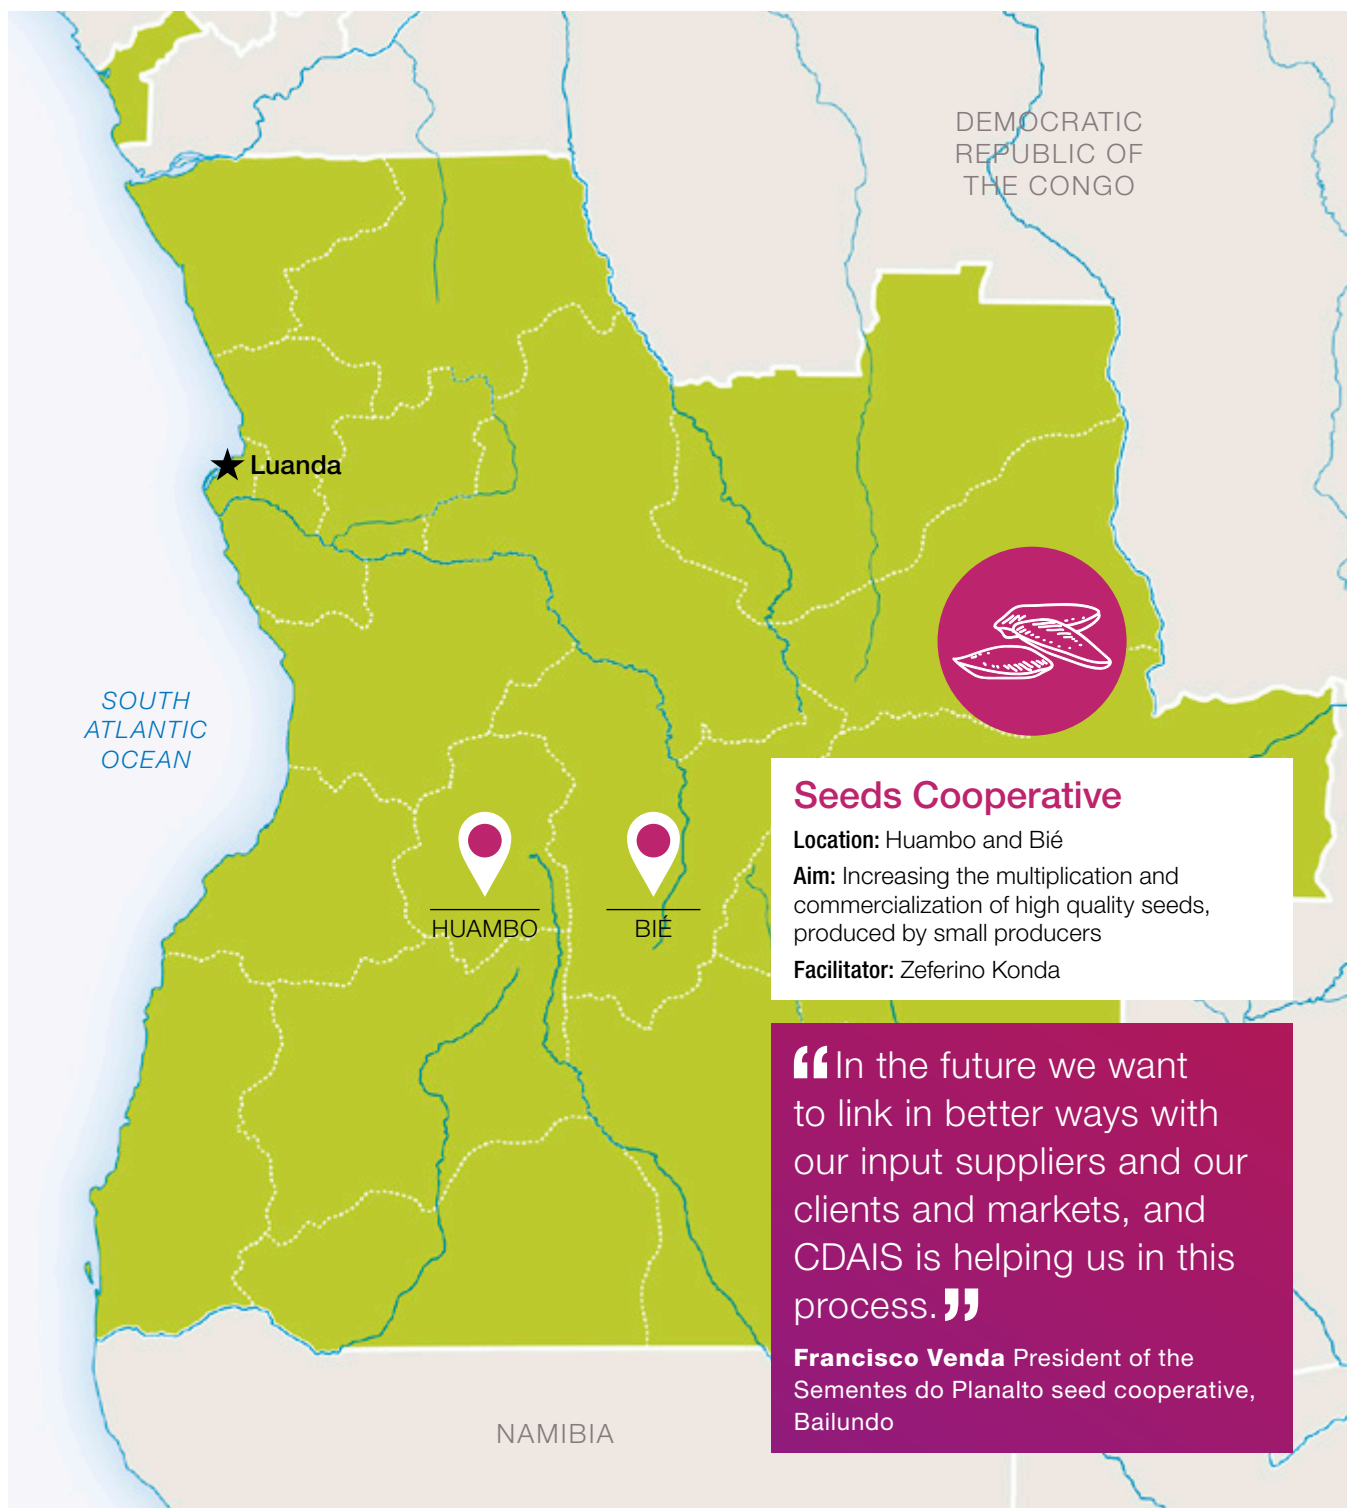 DEMOCRATIC
REPUBLIC OF
THE CONGO
Luanda
SOUTH
ATLANTIC
OCEAN
HUAMBO
BIÉ
Seeds Cooperative
Location: Huambo and Bié
Aim: Increasing the multiplication and
commercialization of high quality seeds,
produced by small producers
Facilitator: Zeferino Konda
“In the future we want
to link in better ways with
our input suppliers and our
clients and markets, and
CDAIS is helping us in this
process.”
Francisco Venda President of the
Sementes do Planalto seed cooperative,
Bailundo
NAMIBIA